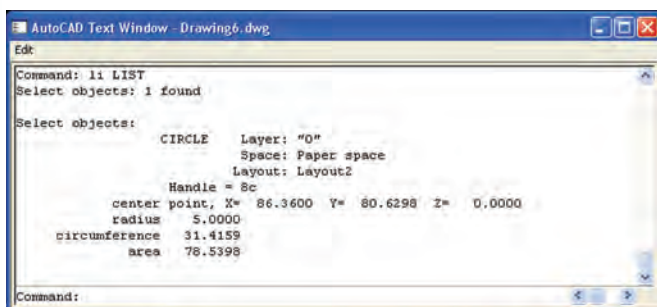 AutoCAD Text Window - Drawing6.dwg
Edit
Command: li LIST
Select objects: 1 found
Select objects:
CIRCLE Layer: "0"
Space: Paper space
Layout: Layout2
Handle = 8c
center point, X= 86.3600 Y= 80.6298 Z= 0.0000
radius 5.0000
circumference 31.4159
area 78.5398
Command: